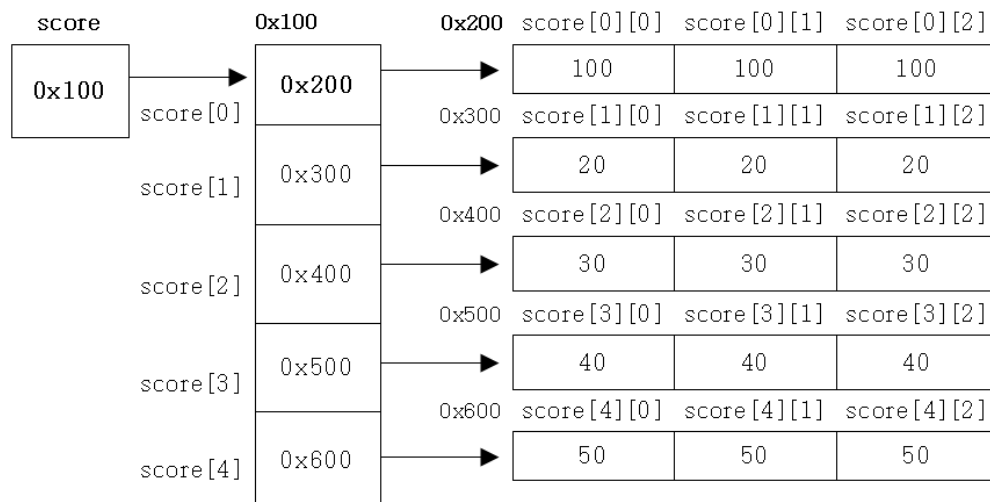 score 0x100 0x200 score[0][0] score[0][1] score[0][2]
0x100 0x200 100 100 100
score[0] 0x300 score[1][0] score[1][1] score[1][2]
score[1] 0x300 20 20 20
0x400 score[2][0] score[2][1] score[2][2]
score[2] 0x400 30 30 30
0x500 score[3][0] score[3][1] score[3][2]
score[3] 0x500 40 40 40
0x600 score[4][0] score[4][1] score[4][2]
score[4] 0x600 50 50 50